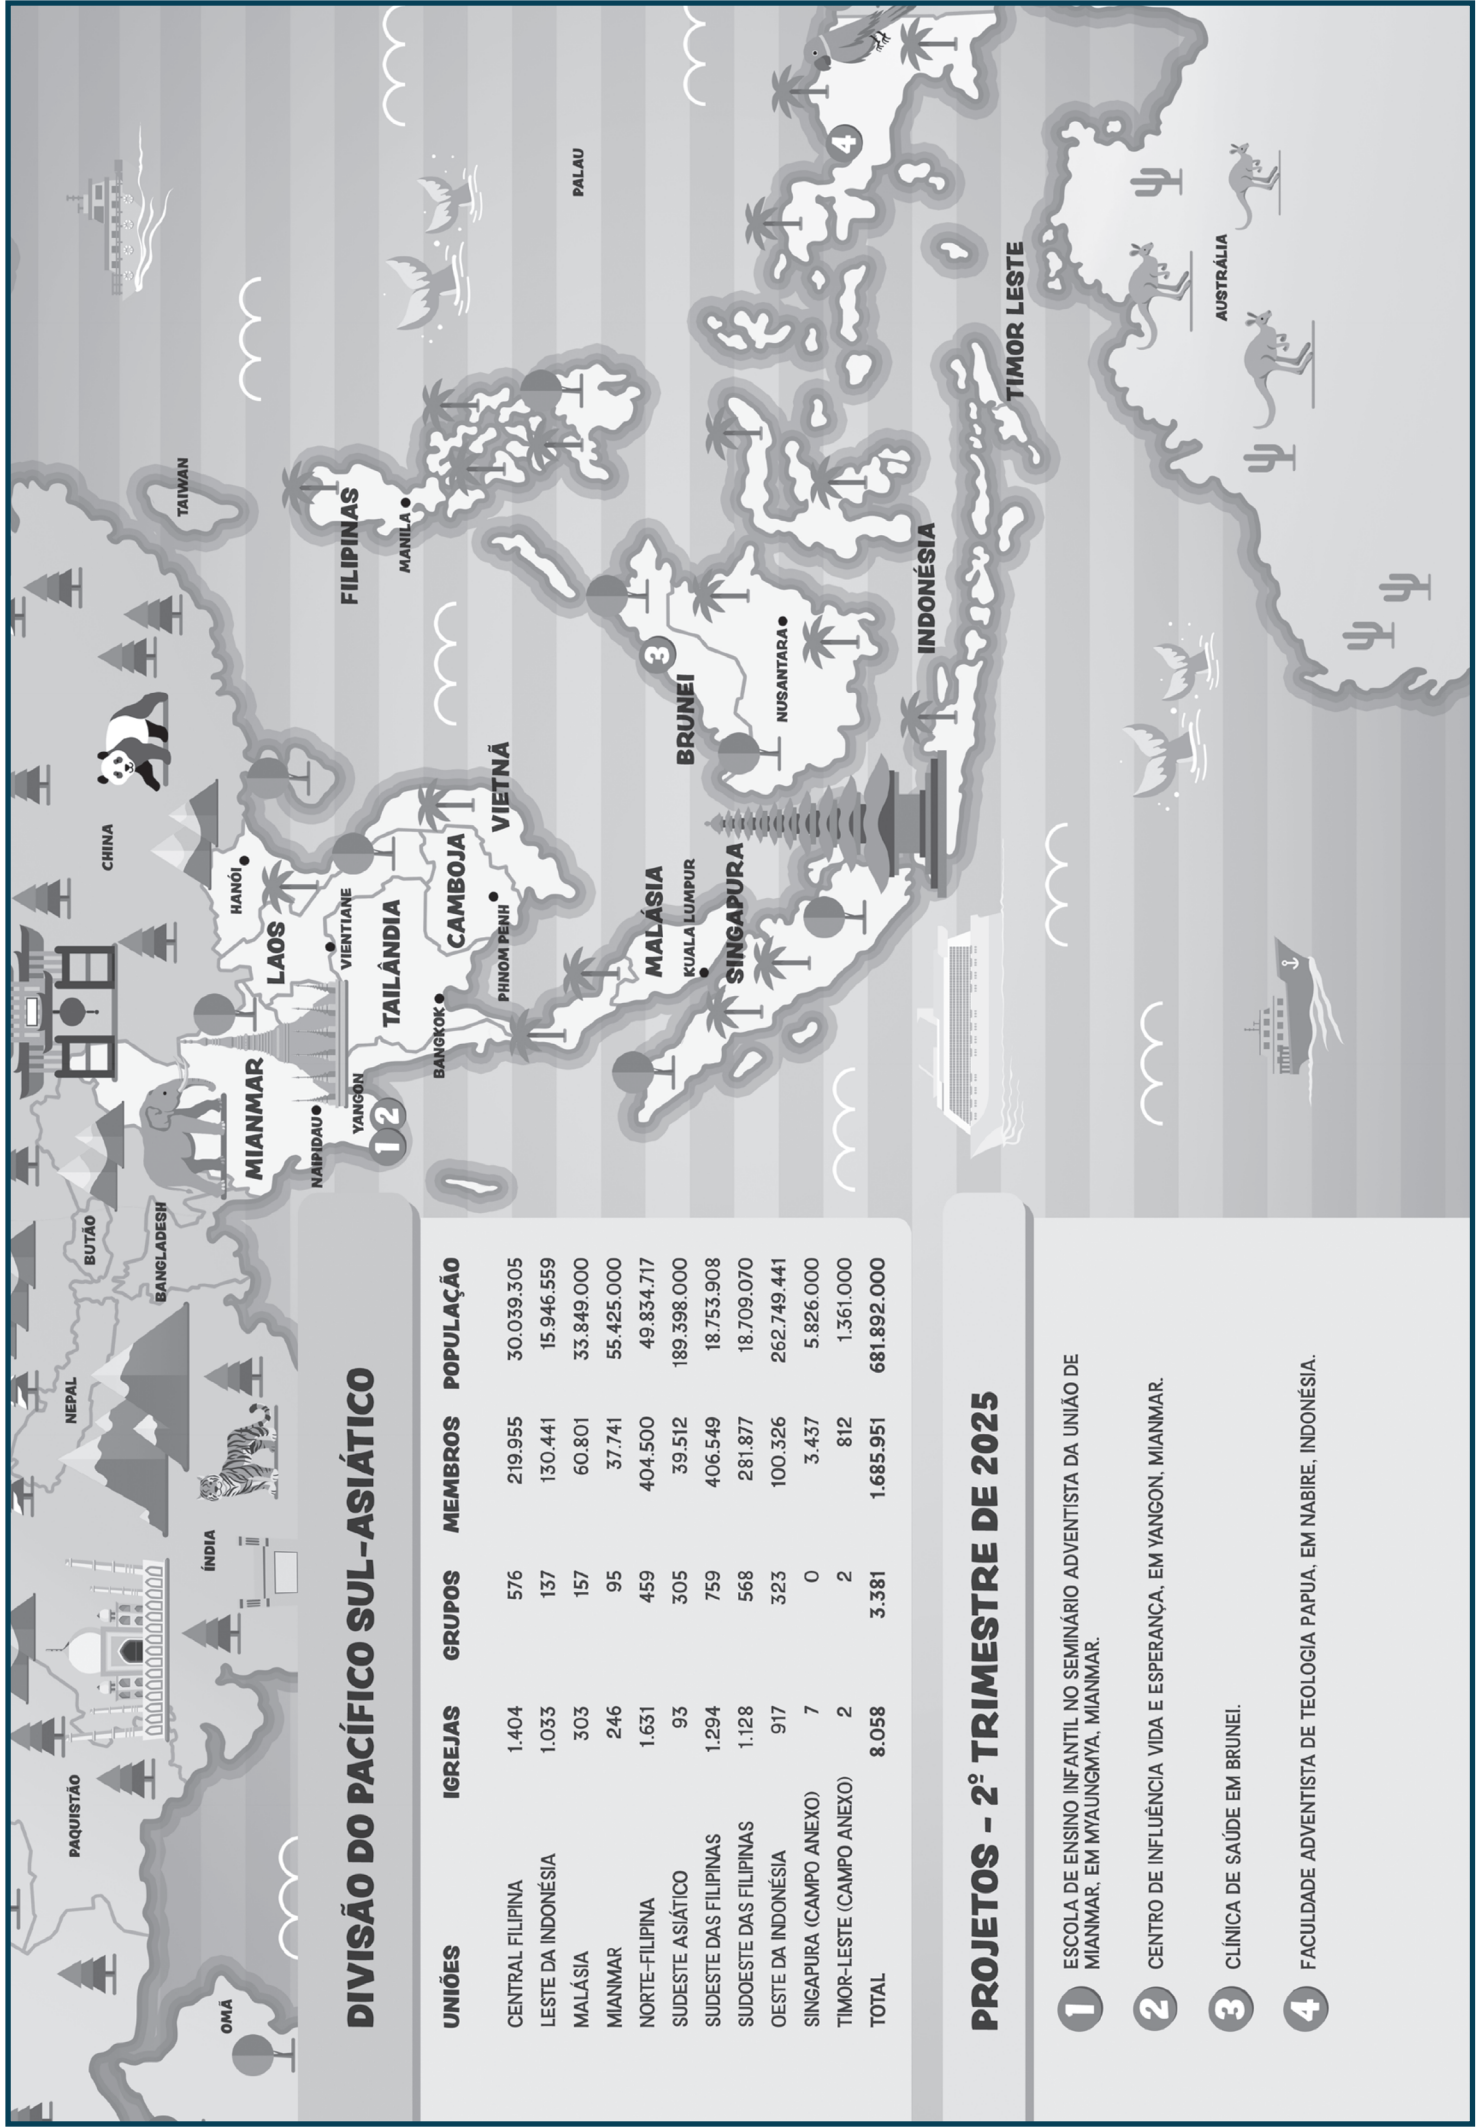 PAQUISTÃO
OMÃ
ÍNDIA
NEPAL
BUTÃO
BANGLADESH
CHINA
TAIWAN
MIANMAR
NAIPIDAU
YANGON
1 2
LAOS
HANÓI
VIENTIANE
TAILÂNDIA
BANGKOK
CAMBOJA
PHNOM PENH
VIETNÃ
FILIPINAS
MANILA
PALAU
MALÁSIA
KUALA LUMPUR
SINGAPURA
BRUNEI
3
NUSANTARA
INDONÉSIA
4
TIMOR LESTE
AUSTRÁLIA
DIVISÃO DO PACÍFICO SUL-ASIÁTICO
UNIÕES IGREJAS GRUPOS MEMBROS POPULAÇÃO
CENTRAL FILIPINA 1.404 576 219.955 30.039.305
LESTE DA INDONÉSIA 1.033 137 130.441 15.946.559
MALÁSIA 303 157 60.801 33.849.000
MIANMAR 246 95 37.741 55.425.000
NORTE-FILIPINA 1.631 459 404.500 49.834.717
SUDESTE ASIÁTICO 93 305 39.512 189.398.000
SUDESTE DAS FILIPINAS 1.294 759 406.549 18.753.908
SUDOESTE DAS FILIPINAS 1.128 568 281.877 18.709.070
OESTE DA INDONÉSIA 917 323 100.326 262.749.441
SINGAPURA (CAMPO ANEXO) 7 0 3.437 5.826.000
TIMOR-LESTE (CAMPO ANEXO) 2 2 812 1.361.000
TOTAL 8.058 3.381 1.685.951 681.892.000
PROJETOS – 2º TRIMESTRE DE 2025
1 ESCOLA DE ENSINO INFANTIL NO SEMINÁRIO ADVENTISTA DA UNIÃO DE
MIANMAR, EM MYAUNGMYA, MIANMAR.
2 CENTRO DE INFLUÊNCIA VIDA E ESPERANÇA, EM YANGON, MIANMAR.
3 CLÍNICA DE SAÚDE EM BRUNEI.
4 FACULDADE ADVENTISTA DE TEOLOGIA PAPUA, EM NABIRE, INDONÉSIA.